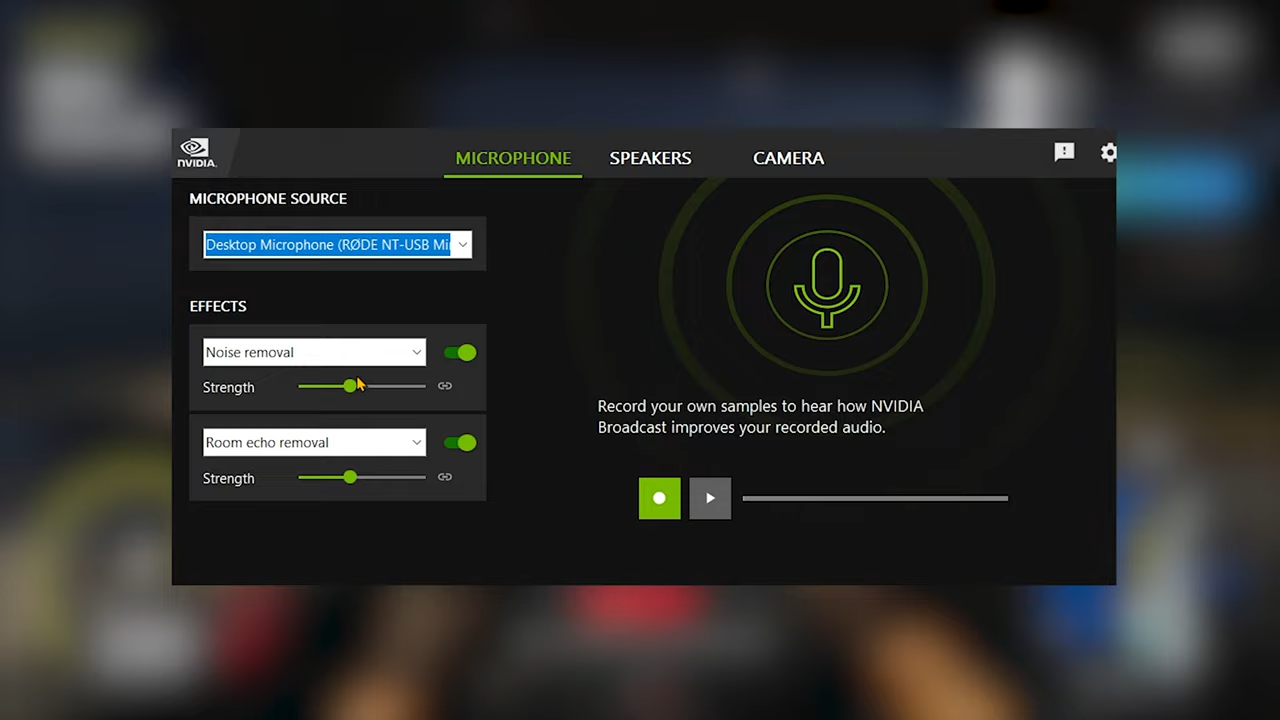 NVIDIA.
MICROPHONE
SPEAKERS
CAMERA
MICROPHONE SOURCE
Desktop Microphone (RØDE NT-USB Mi
EFFECTS
Noise removal
Strength
Room echo removal
Strength
Record your own samples to hear how NVIDIA
Broadcast improves your recorded audio.